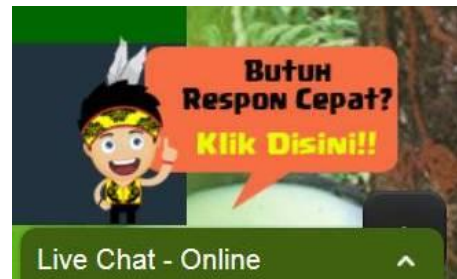 Butuh
Respon Cepat?
Klik Disini!!
Live Chat - Online